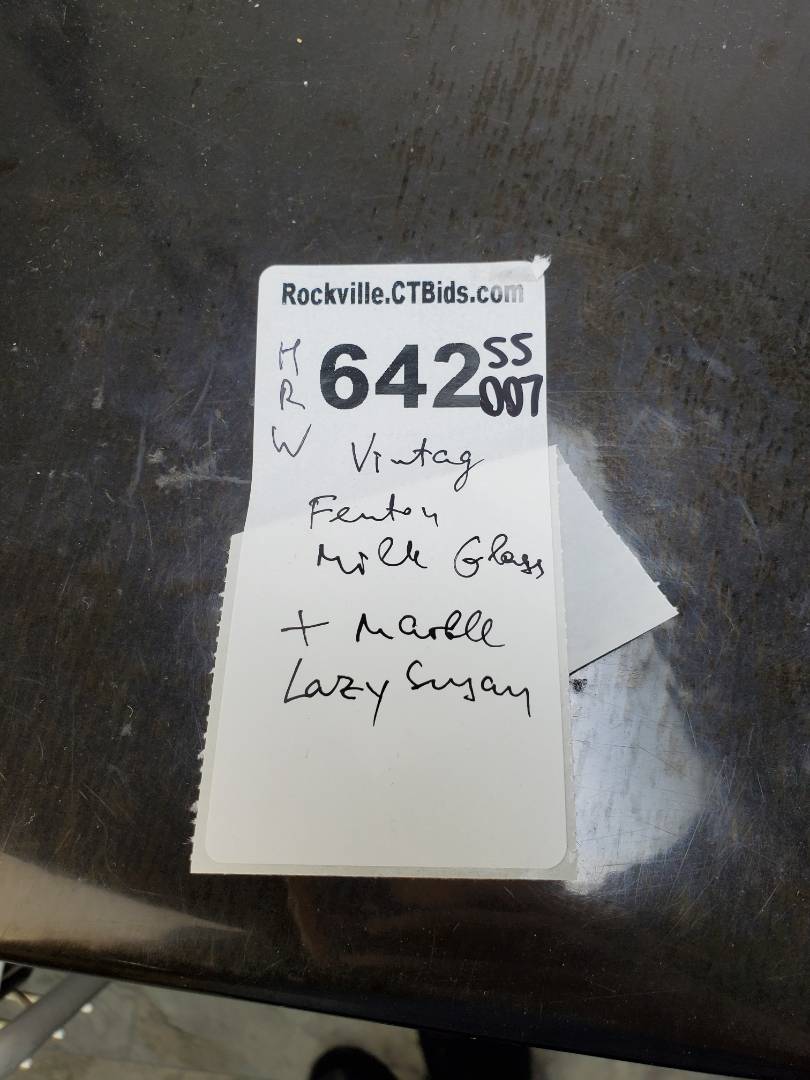 Rockville.CTBids.com
H
R
W
642
SS
007
Vintag
Fenton
Milk Glass
+ Marble
Lazy Susan